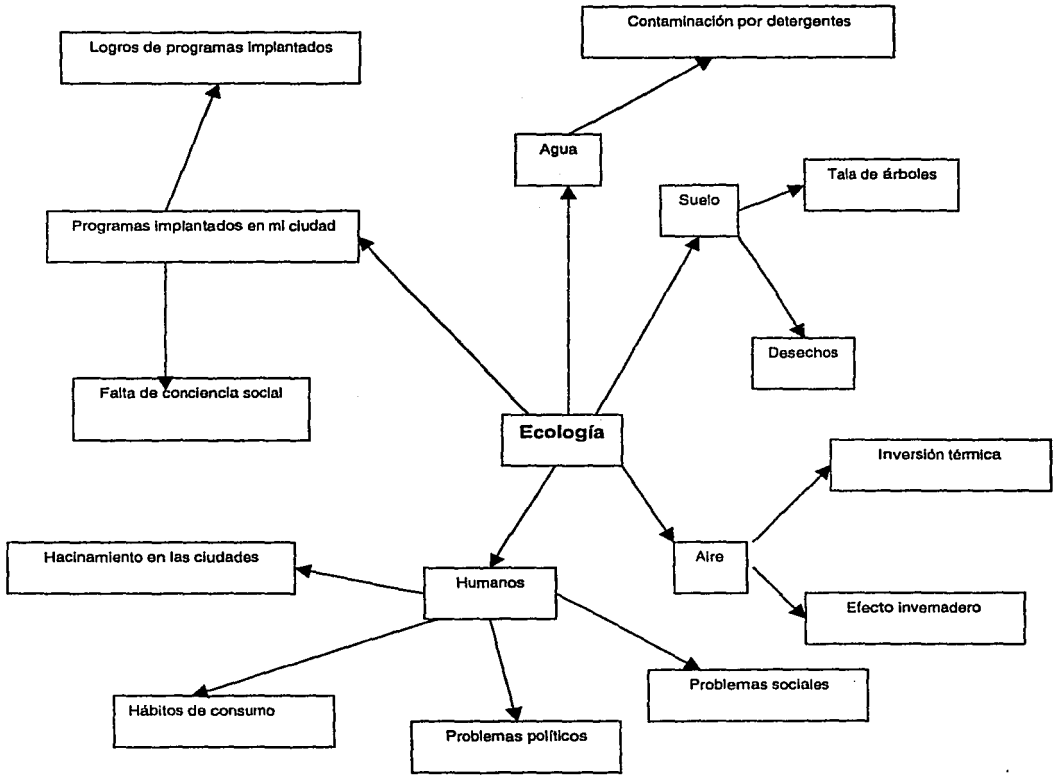 Contaminación por detergentes
Logros de programas implantados
Agua
Tala de árboles
Suelo
Programas implantados en mi ciudad
Desechos
Falta de conciencia social
Ecología
Inversión térmica
Hacinamiento en las ciudades
Aire
Humanos
Efecto invernadero
Problemas sociales
Hábitos de consumo
Problemas políticos